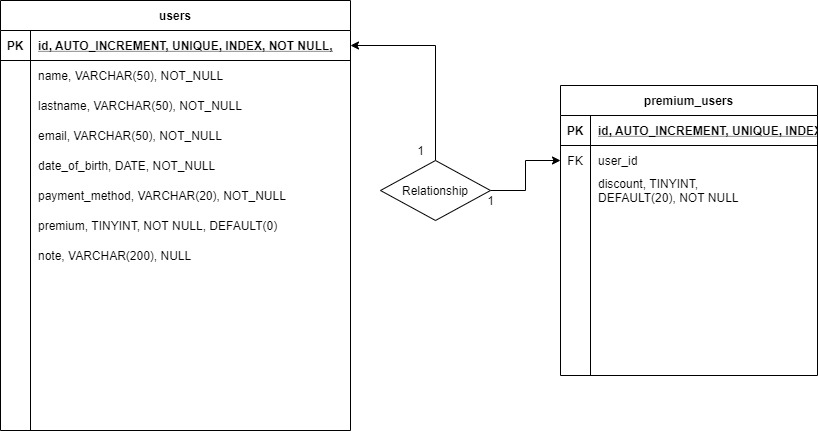 users
PK id, AUTO_INCREMENT, UNIQUE, INDEX, NOT NULL,
name, VARCHAR(50), NOT_NULL
lastname, VARCHAR(50), NOT_NULL
email, VARCHAR(50), NOT_NULL
date_of_birth, DATE, NOT_NULL
payment_method, VARCHAR(20), NOT_NULL
premium, TINYINT, NOT NULL, DEFAULT(0)
note, VARCHAR(200), NULL
1
Relationship
1
premium_users
PK id, AUTO_INCREMENT, UNIQUE, INDEX
FK user_id
discount, TINYINT,
DEFAULT(20), NOT NULL